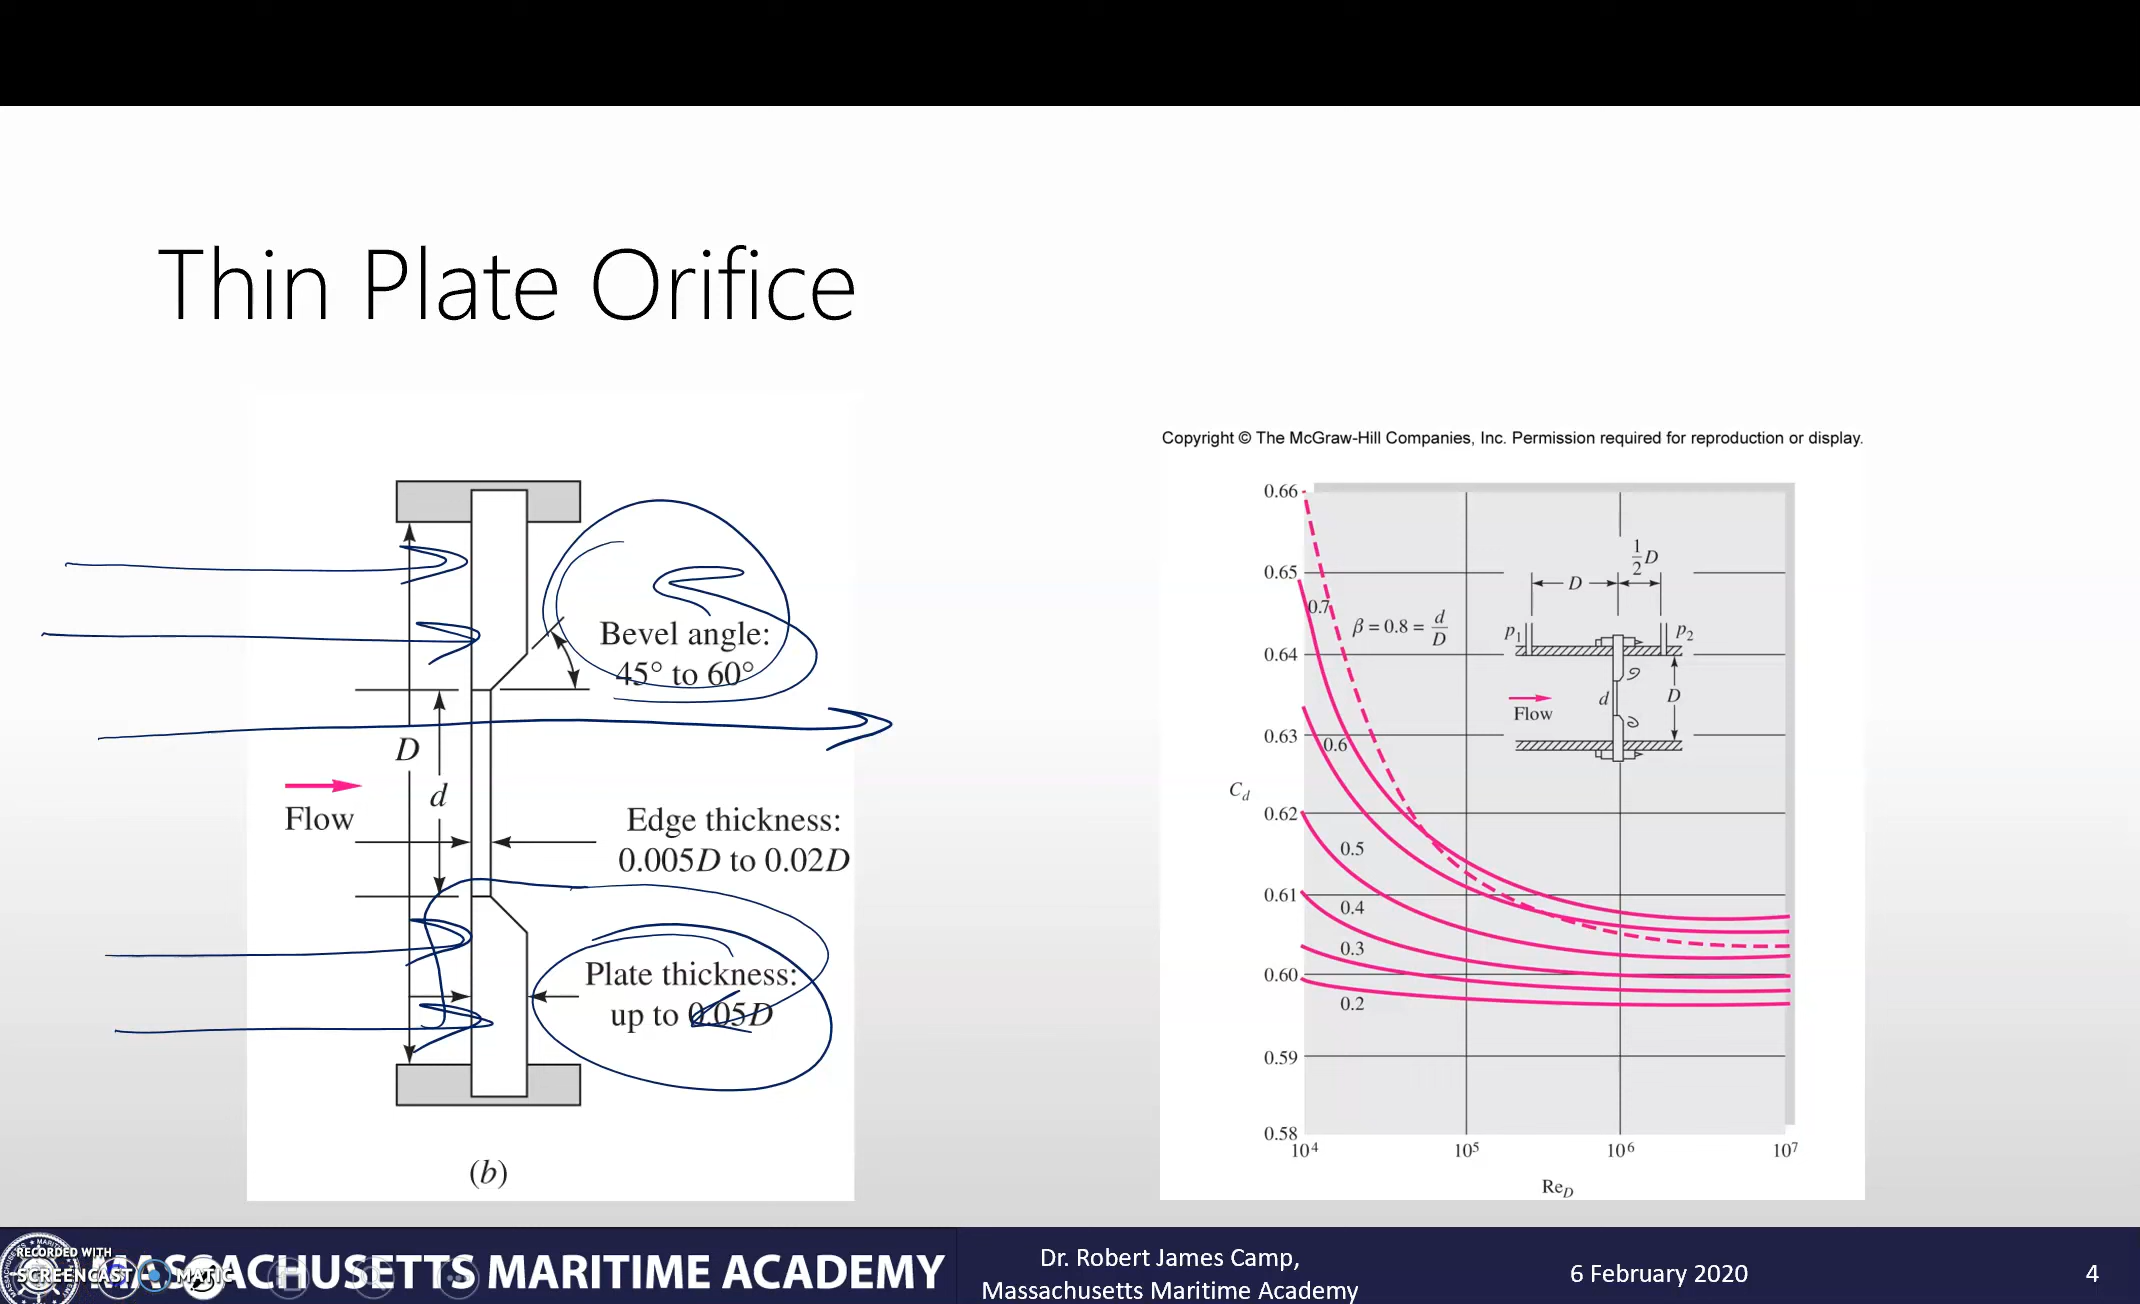 Thin Plate Orifice
Bevel angle:
45° to 60°
D
d
Flow
Edge thickness:
0.005D to 0.02D
Plate thickness:
up to 0.05D
(b)
Copyright © The McGraw-Hill Companies, Inc. Permission required for reproduction or display.
0.66
0.65
0.64
0.63
0.62
0.61
0.60
0.59
0.58
C_d
0.7
0.6
0.5
0.4
0.3
0.2
β = 0.8 = d/D
D
1/2 D
p₁
p₂
d
D
Flow
10⁴
10⁵
10⁶
10⁷
Re_D
RECORDED WITH
SCREENCAST MATIC
MASSACHUSETTS MARITIME ACADEMY
Dr. Robert James Camp,
Massachusetts Maritime Academy
6 February 2020
4